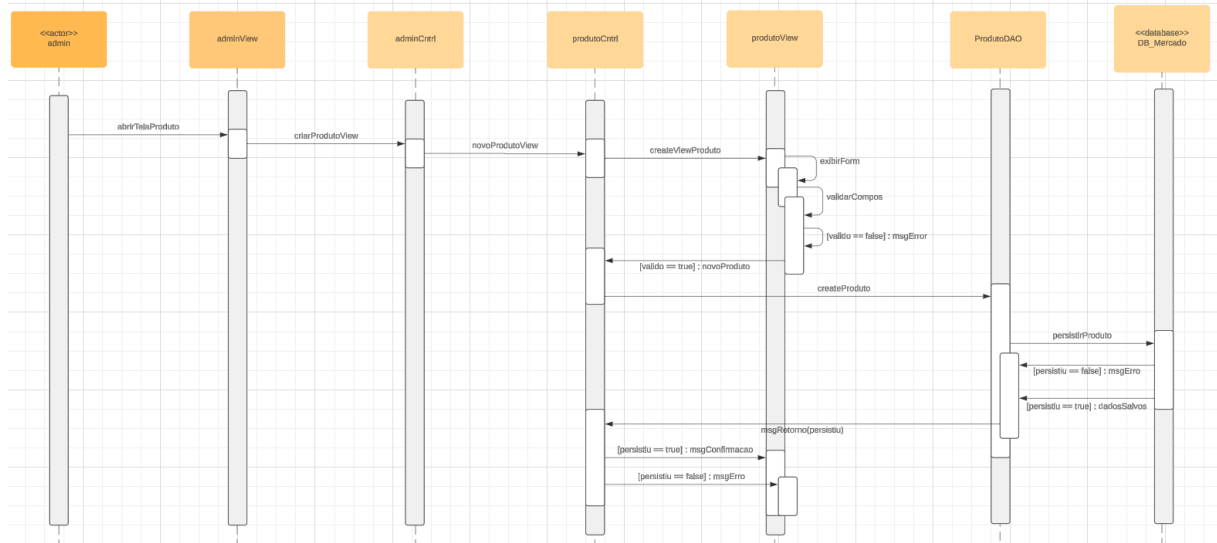 <<actor>>
admin
adminView
adminCntrl
produtoCntrl
produtoView
ProdutoDAO
<<database>>
DB_Mercado
abrirTelaProduto
criarProdutoView
novoProdutoView
createViewProduto
exibirForm
validarCompos
[valido == false] : msgError
[valido == true] : novoProduto
createProduto
persistirProduto
[persistiu == false] : msgErro
[persistiu == true] : dadosSalvos
msgRetorno(persistiu)
[persistiu == true] : msgConfirmacao
[persistiu == false] : msgErro